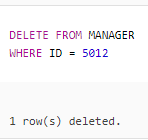 DELETE FROM MANAGER
WHERE ID = 5012
1 row(s) deleted.